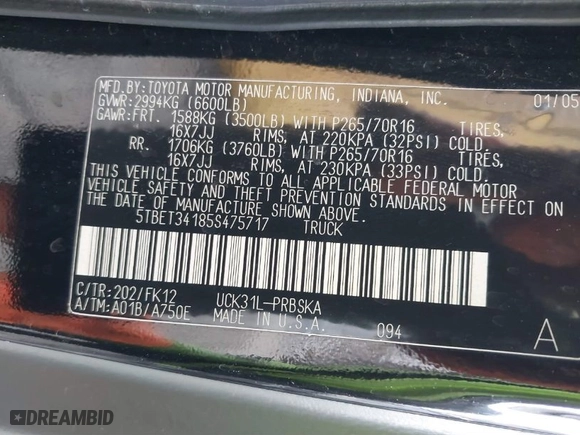 MFD.BY:TOYOTA MOTOR MANUFACTURING, INDIANA, INC. 01/05
GVWR:2994KG (6600LB)
GAWR:FRT. 1588KG (3500LB) WITH P265/70R16 TIRES,
16X7JJ RIMS, AT 220KPA (32PSI) COLD.
RR. 1706KG (3760LB) WITH P265/70R16 TIRES,
16X7JJ RIMS, AT 230KPA (33PSI) COLD.
THIS VEHICLE CONFORMS TO ALL APPLICABLE FEDERAL MOTOR
VEHICLE SAFETY AND THEFT PREVENTION STANDARDS IN EFFECT ON
THE DATE OF MANUFACTURE SHOWN ABOVE.
5TBET34185S475717 TRUCK
C/TR:202/FK12 UCK31L-PRBSKA
A/TM:A01B/A750E MADE IN U.S.A. 094 A
DREAMBID